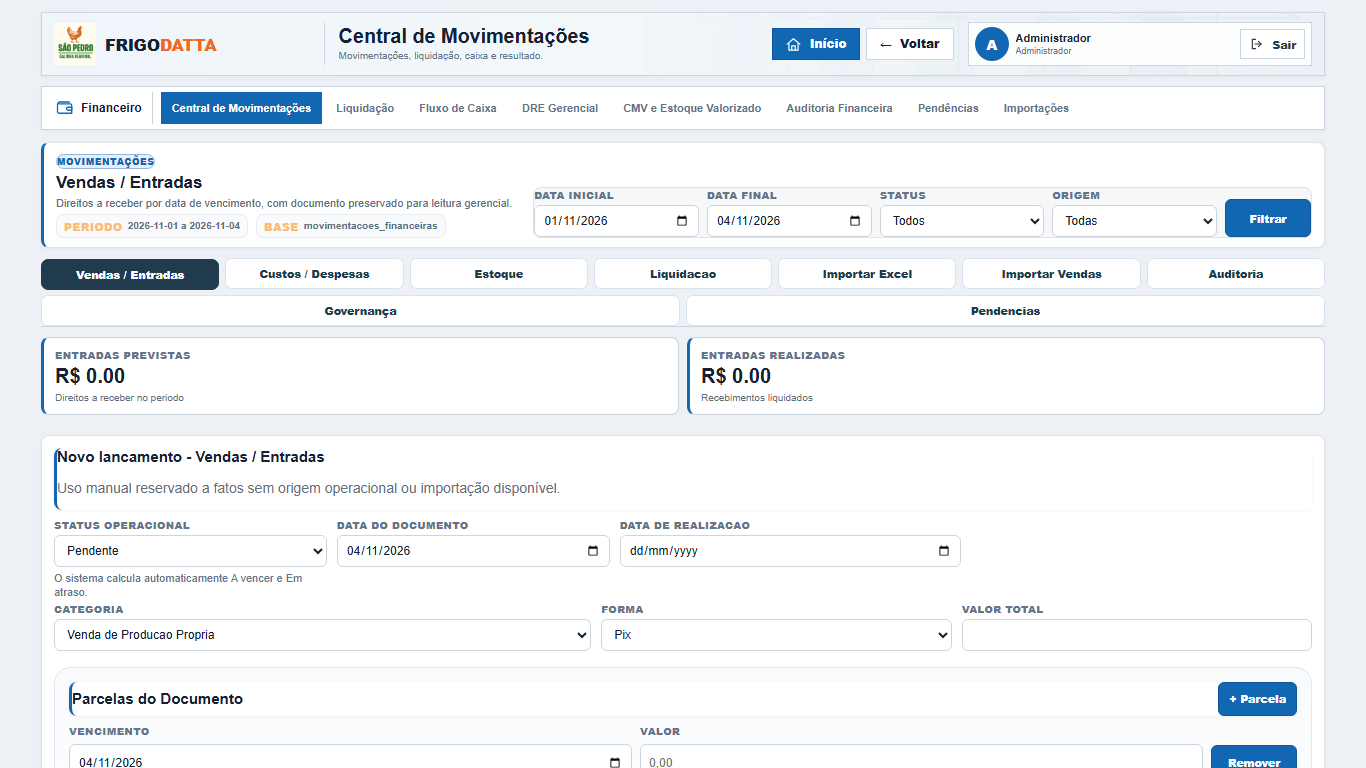 SÃO PEDRO
FRIGODATTA
Central de Movimentações
Movimentações, liquidação, caixa e resultado.
Início
← Voltar
A
Administrador
Administrador
Sair
Financeiro
Central de Movimentações
Liquidação
Fluxo de Caixa
DRE Gerencial
CMV e Estoque Valorizado
Auditoria Financeira
Pendências
Importações
MOVIMENTAÇÕES
Vendas / Entradas
Direitos a receber por data de vencimento, com documento preservado para leitura gerencial.
PERIODO 2026-11-01 a 2026-11-04
BASE movimentacoes_financeiras
DATA INICIAL
01/11/2026
DATA FINAL
04/11/2026
STATUS
Todos
ORIGEM
Todas
Filtrar
Vendas / Entradas
Custos / Despesas
Estoque
Liquidacao
Importar Excel
Importar Vendas
Auditoria
Governança
Pendencias
ENTRADAS PREVISTAS
R$ 0.00
Direitos a receber no periodo
ENTRADAS REALIZADAS
R$ 0.00
Recebimentos liquidados
Novo lancamento - Vendas / Entradas
Uso manual reservado a fatos sem origem operacional ou importação disponível.
STATUS OPERACIONAL
Pendente
O sistema calcula automaticamente A vencer e Em
atraso.
DATA DO DOCUMENTO
04/11/2026
DATA DE REALIZACAO
dd/mm/yyyy
CATEGORIA
Venda de Producao Propria
FORMA
Pix
VALOR TOTAL
Parcelas do Documento
+ Parcela
VENCIMENTO
04/11/2026
VALOR
0,00
Remover